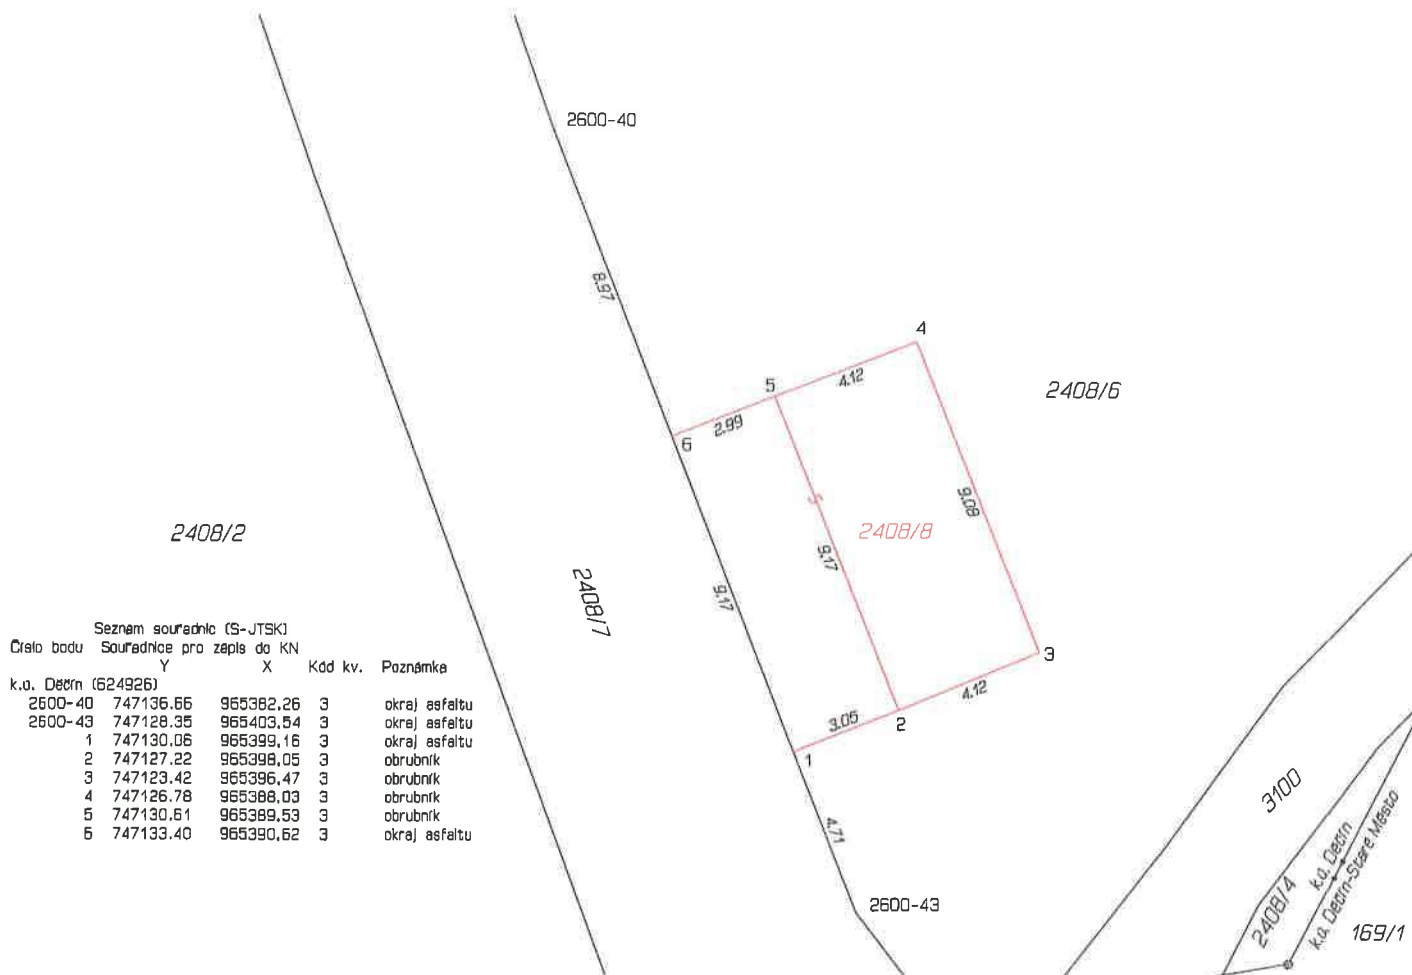 2600-40
8.97
4
5
4.12
2408/6
2.99
6
9.08
2408/2
2408/8
9.17
9.17
2408/7
Seznam souřadnic (S-JTSK)
Číslo bodu Souřadnice pro zápis do KN
Y X Kód kv. Poznámka
k.ú. Děčín (624926)
2600-40 747136.66 965382.26 3 okraj asfaltu
2600-43 747128.35 965403.54 3 okraj asfaltu
1 747130.06 965399.16 3 okraj asfaltu
2 747127.22 965398.05 3 obrubník
3 747123.42 965396.47 3 obrubník
4 747126.78 965388.03 3 obrubník
5 747130.61 965389.53 3 obrubník
6 747133.40 965390.62 3 okraj asfaltu
3
4.12
3.05
2
1
4.71
2600-43
3100
2408/4
k.ú. Děčín
k.ú. Děčín-Staré Město
169/1